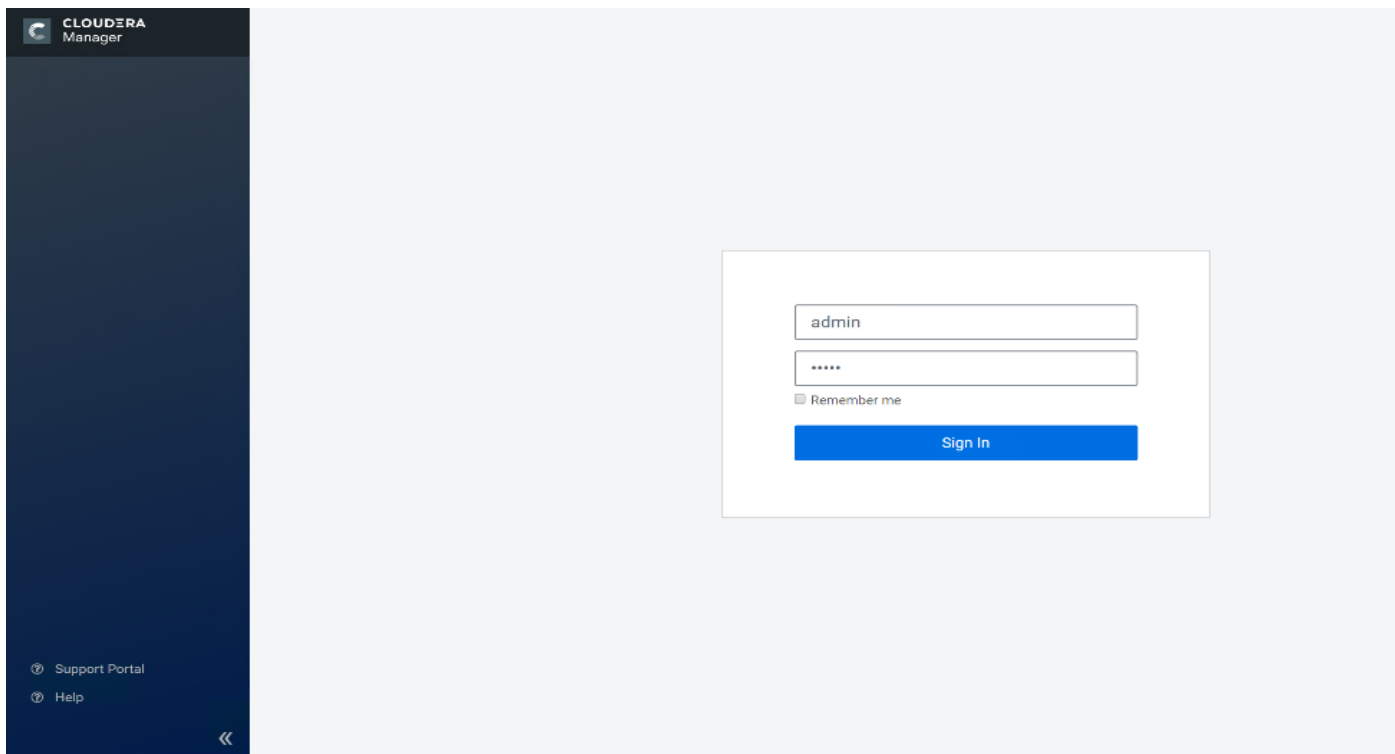 CLOUDERA
Manager
admin
•••••
Remember me
Sign In
Support Portal
Help